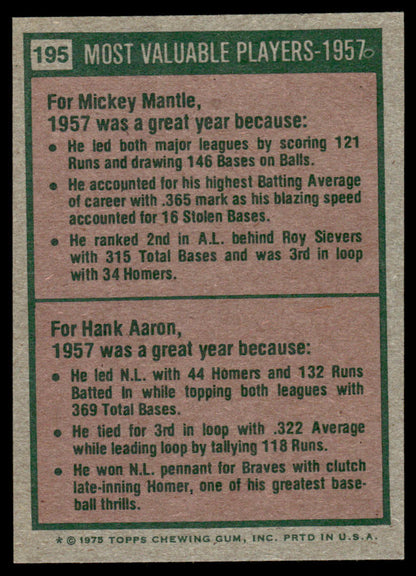 195 MOST VALUABLE PLAYERS-1957
For Mickey Mantle,
1957 was a great year because:
• He led both major leagues by scoring 121
Runs and drawing 146 Bases on Balls.
• He accounted for his highest Batting Average
of career with .365 mark as his blazing speed
accounted for 16 Stolen Bases.
• He ranked 2nd in A.L. behind Roy Sievers
with 315 Total Bases and was 3rd in loop
with 34 Homers.
For Hank Aaron,
1957 was a great year because:
• He led N.L. with 44 Homers and 132 Runs
Batted In while topping both leagues with
369 Total Bases.
• He tied for 3rd in loop with .322 Average
while leading loop by tallying 118 Runs.
• He won N.L. pennant for Braves with clutch
late-inning Homer, one of his greatest base-
ball thrills.
* © 1975 TOPPS CHEWING GUM, INC. PRTD IN U.S.A.